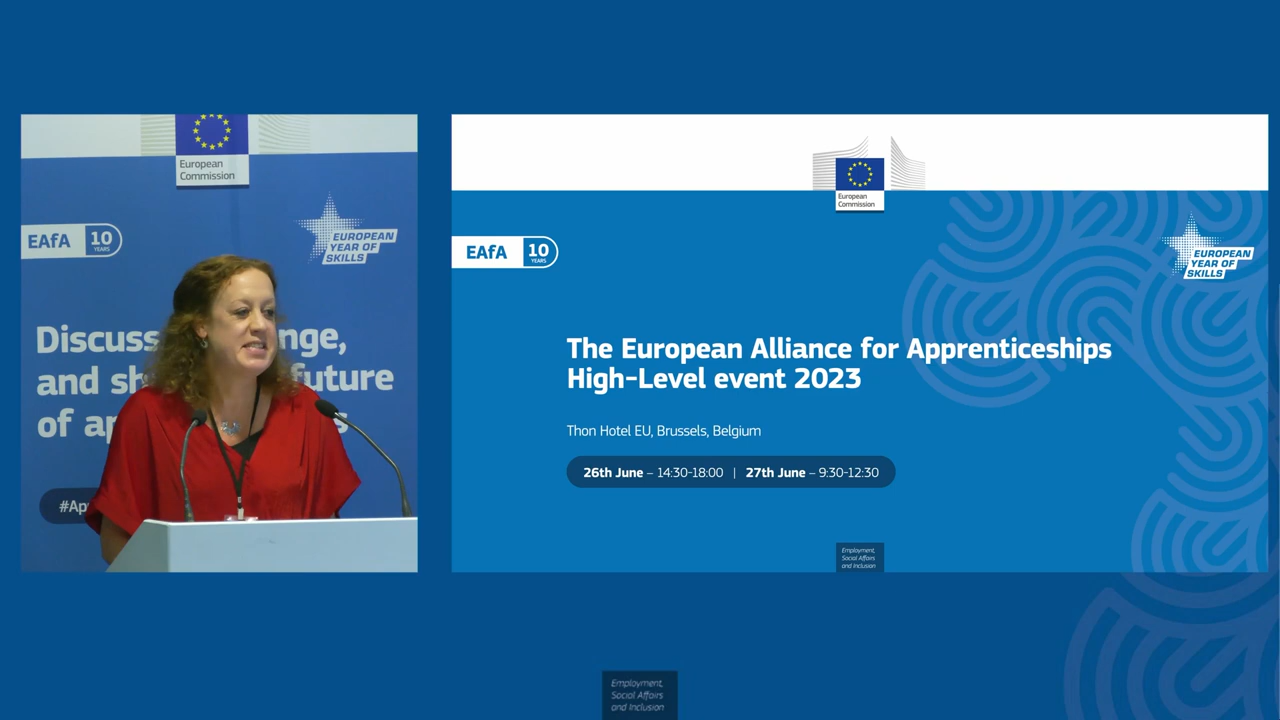 European
Commission
EAfA 10
YEARS
EUROPEAN
YEAR OF
SKILLS
Discuss nge,
and sh future
of ap s
#Ap
European
Commission
EAfA 10
YEARS
EUROPEAN
YEAR OF
SKILLS
The European Alliance for Apprenticeships
High-Level event 2023
Thon Hotel EU, Brussels, Belgium
26th June – 14:30-18:00 | 27th June – 9:30-12:30
Employment,
Social Affairs
and Inclusion
Employment,
Social Affairs
and Inclusion